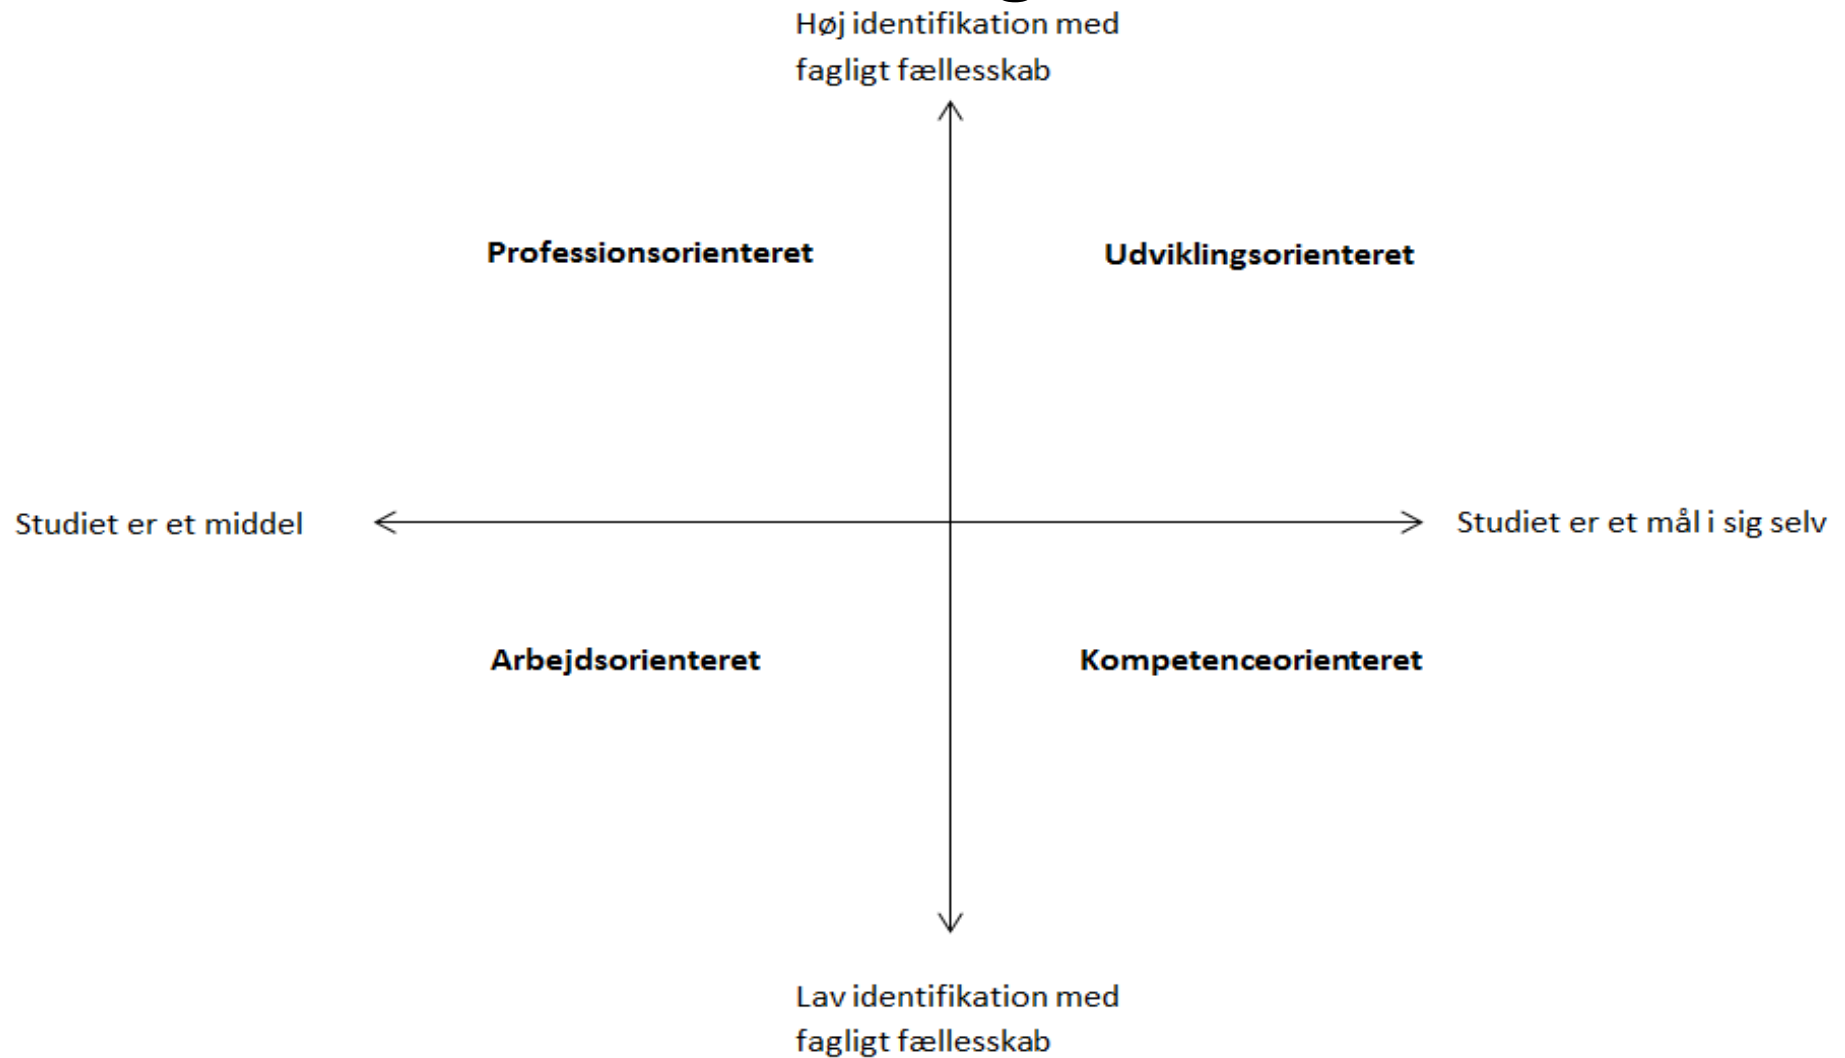 Høj identifikation med
fagligt fællesskab
Professionsorienteret
Udviklingsorienteret
Studiet er et middel
Studiet er et mål i sig selv
Arbejdsorienteret
Kompetenceorienteret
Lav identifikation med
fagligt fællesskab